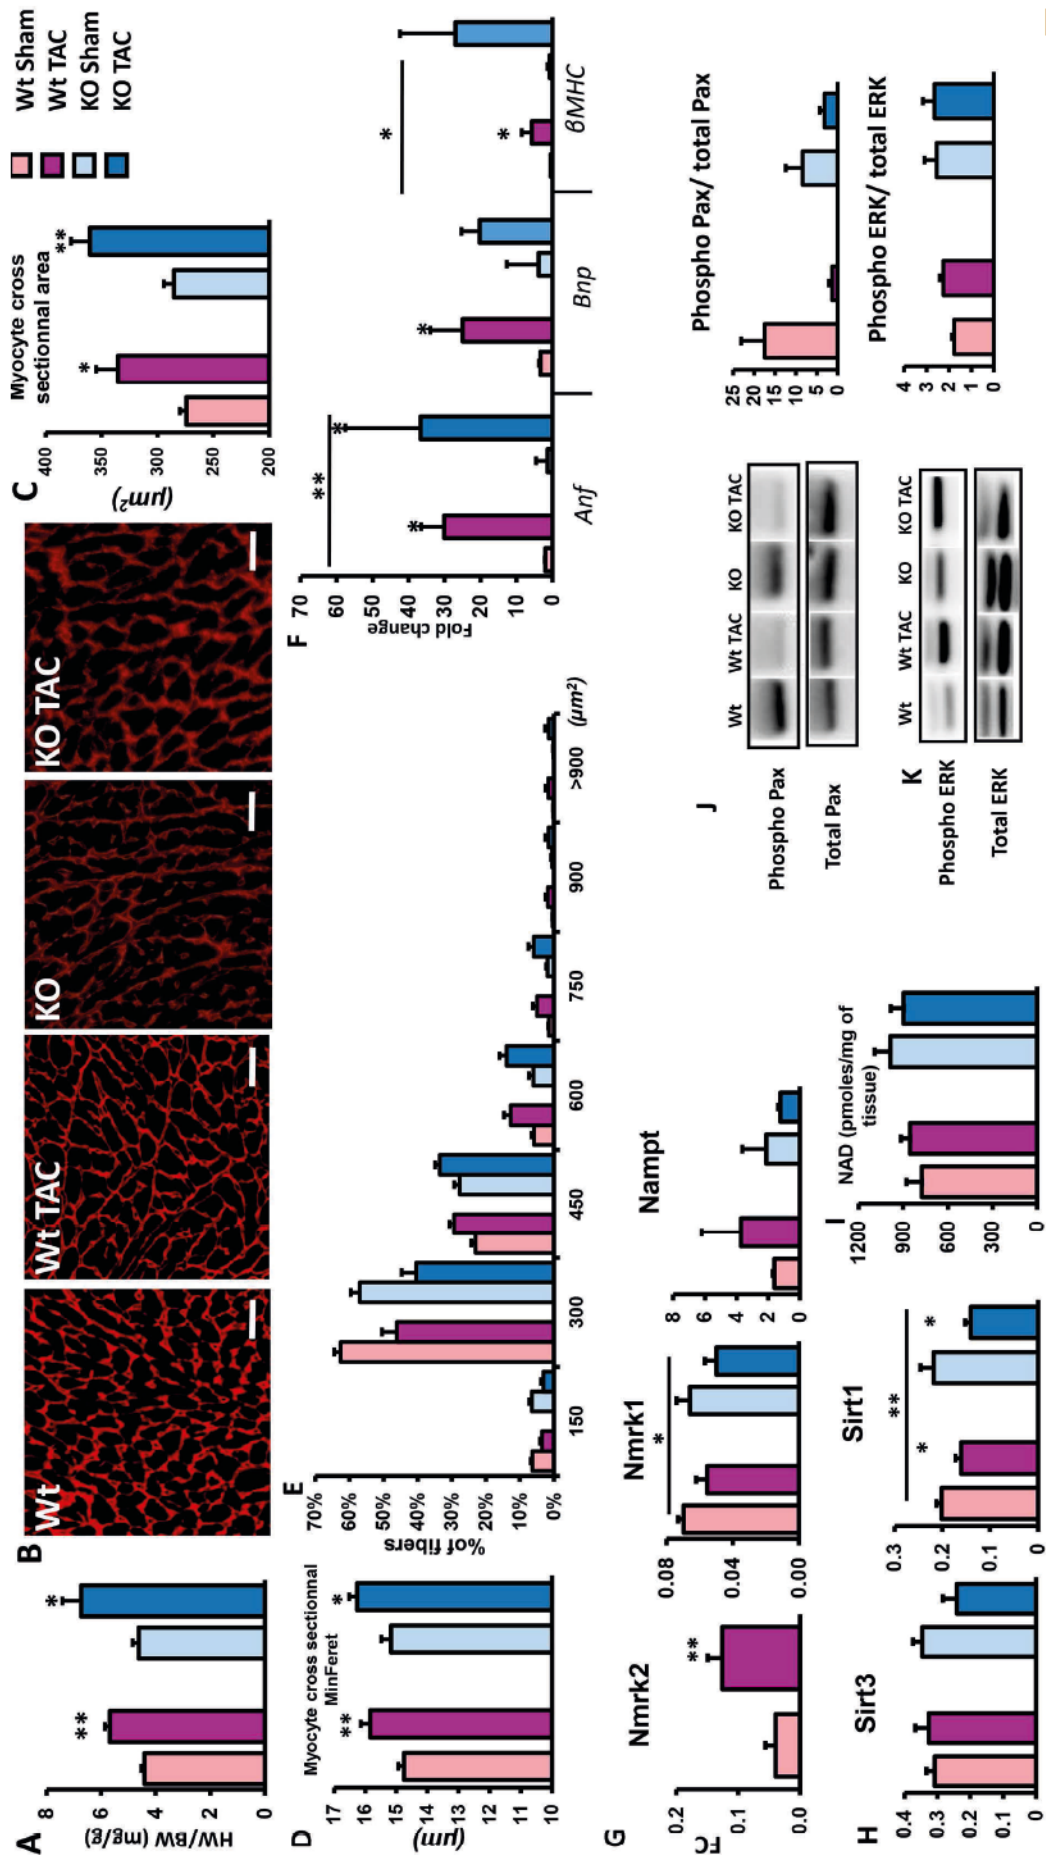 A
HW/BW (mg/g)
8
6
4
2
0
**
*
B
Wt
Wt TAC
KO
KO TAC
C
Myocyte cross
sectionnal area
(µm²)
400
350
300
250
200
*
**
Wt Sham
Wt TAC
KO Sham
KO TAC
D
Myocyte cross sectionnal
MinFeret
(µm)
17
16
15
14
13
12
11
10
**
*
E
%of fibers
70%
60%
50%
40%
30%
20%
10%
0%
150
300
450
600
750
900
>900
(µm²)
F
Fold change
70
60
50
40
30
20
10
0
**
*
*
*
*
*
Anf
Bnp
βMHC
G
FC
Nmrk2
0.2
0.1
0.0
**
Nmrk1
0.08
0.04
0.00
*
Nampt
8
6
4
2
0
H
Sirt3
0.4
0.3
0.2
0.1
0
Sirt1
0.3
0.2
0.1
0
**
*
*
I
NAD (pmoles/mg of
tissue)
1200
900
600
300
0
J
Wt
Wt TAC
KO
KO TAC
Phospho Pax
Total Pax
Phospho Pax/ total Pax
25
20
15
10
5
0
K
Wt
Wt TAC
KO
KO TAC
Phospho ERK
Total ERK
Phospho ERK/ total ERK
4
3
2
1
0